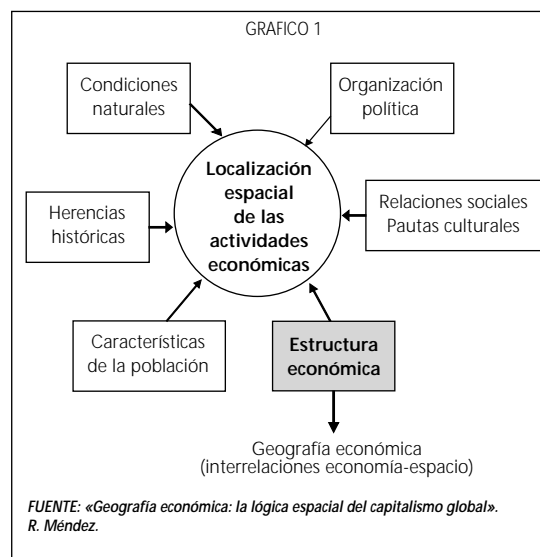 GRAFICO 1
Condiciones
naturales
Organización
política
Localización
espacial
de las
actividades
económicas
Herencias
históricas
Relaciones sociales
Pautas culturales
Características
de la población
Estructura
económica
Geografía económica
(interrelaciones economía-espacio)
FUENTE: «Geografía económica: la lógica espacial del capitalismo global».
R. Méndez.